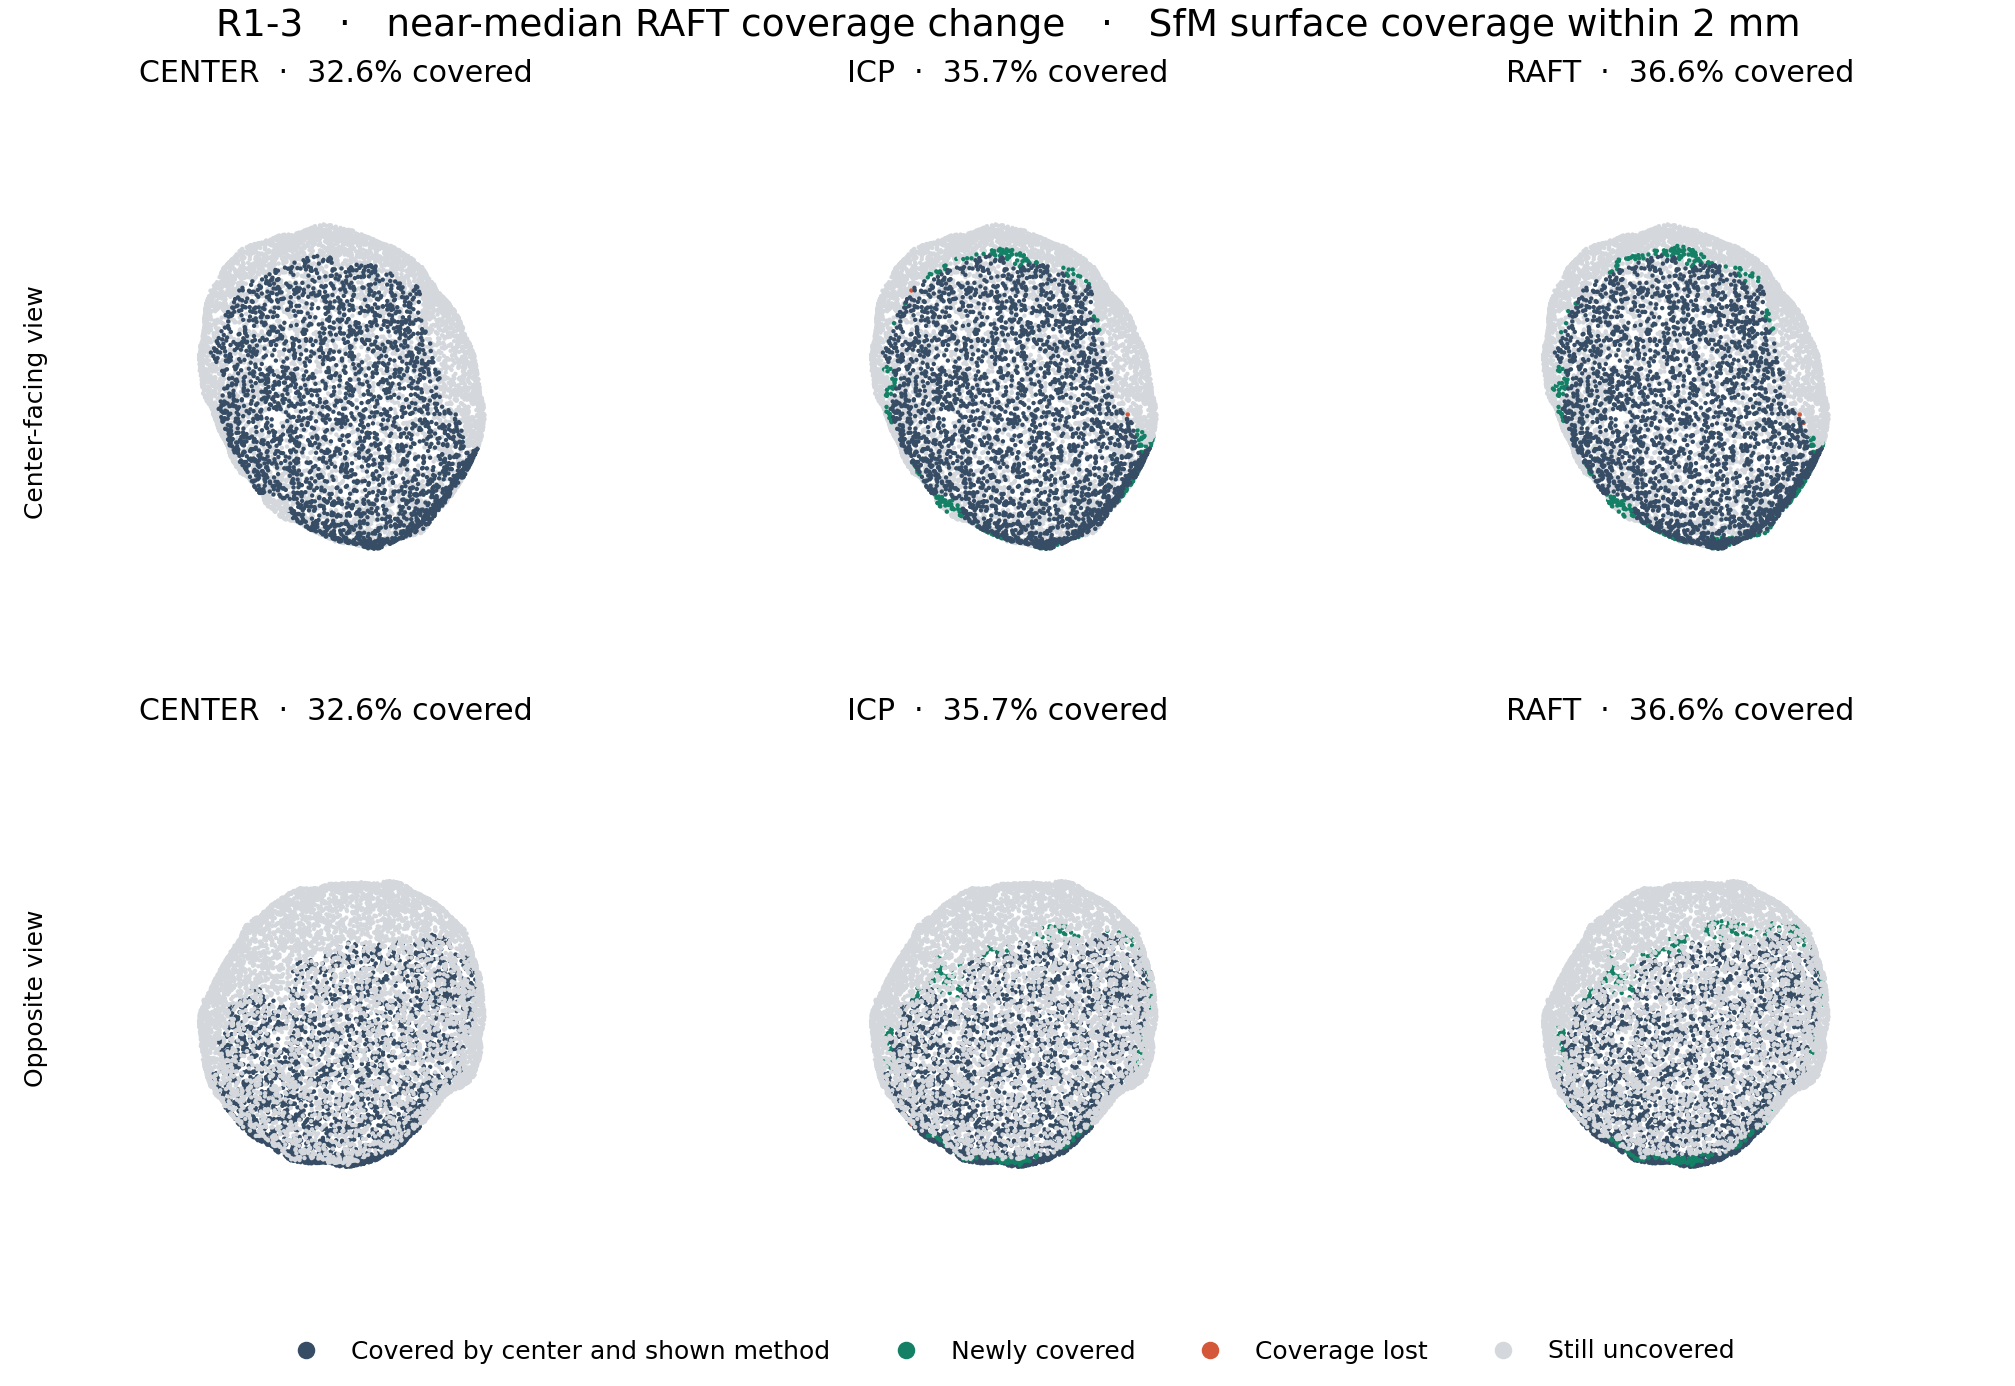 R1-3 · near-median RAFT coverage change · SfM surface coverage within 2 mm
CENTER · 32.6% covered
ICP · 35.7% covered
RAFT · 36.6% covered
Center-facing view
CENTER · 32.6% covered
ICP · 35.7% covered
RAFT · 36.6% covered
Opposite view
Covered by center and shown method
Newly covered
Coverage lost
Still uncovered